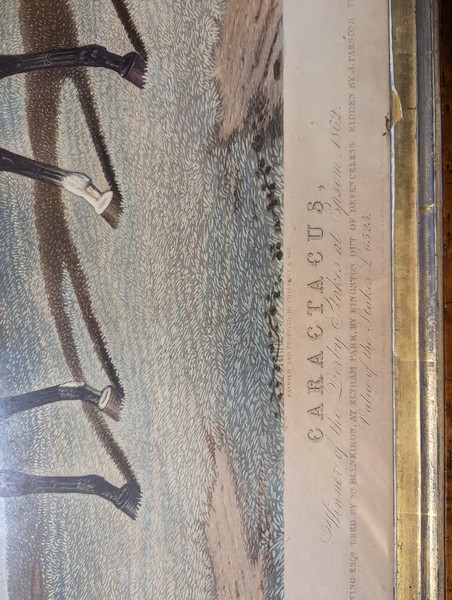 CARACTACUS,
Winner of the Derby Stakes at Epsom, 1862.
BRED BY Mr BLENKIRON, AT ELTHAM PARK, BY KINGSTON OUT OF DEFENCELESS. RIDDEN BY J. PARSONS
Value of the Stakes £6,525.